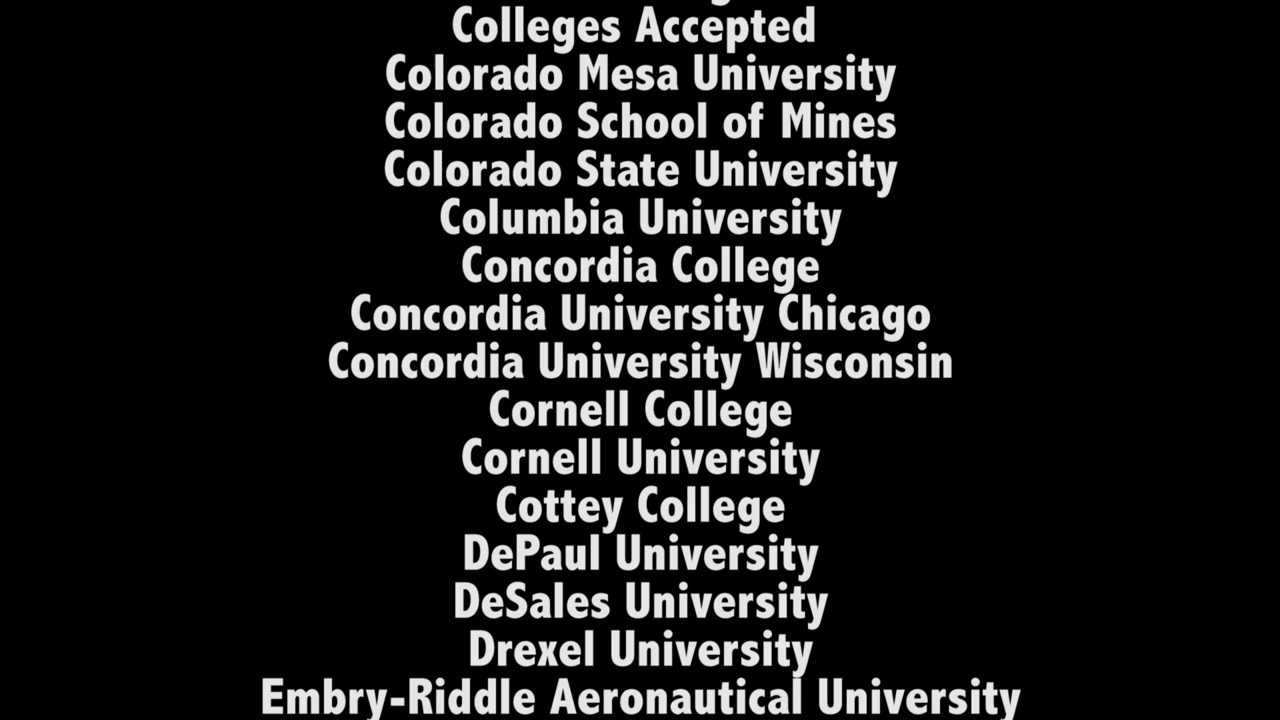 Colleges Accepted
Colorado Mesa University
Colorado School of Mines
Colorado State University
Columbia University
Concordia College
Concordia University Chicago
Concordia University Wisconsin
Cornell College
Cornell University
Cottey College
DePaul University
DeSales University
Drexel University
Embry-Riddle Aeronautical University